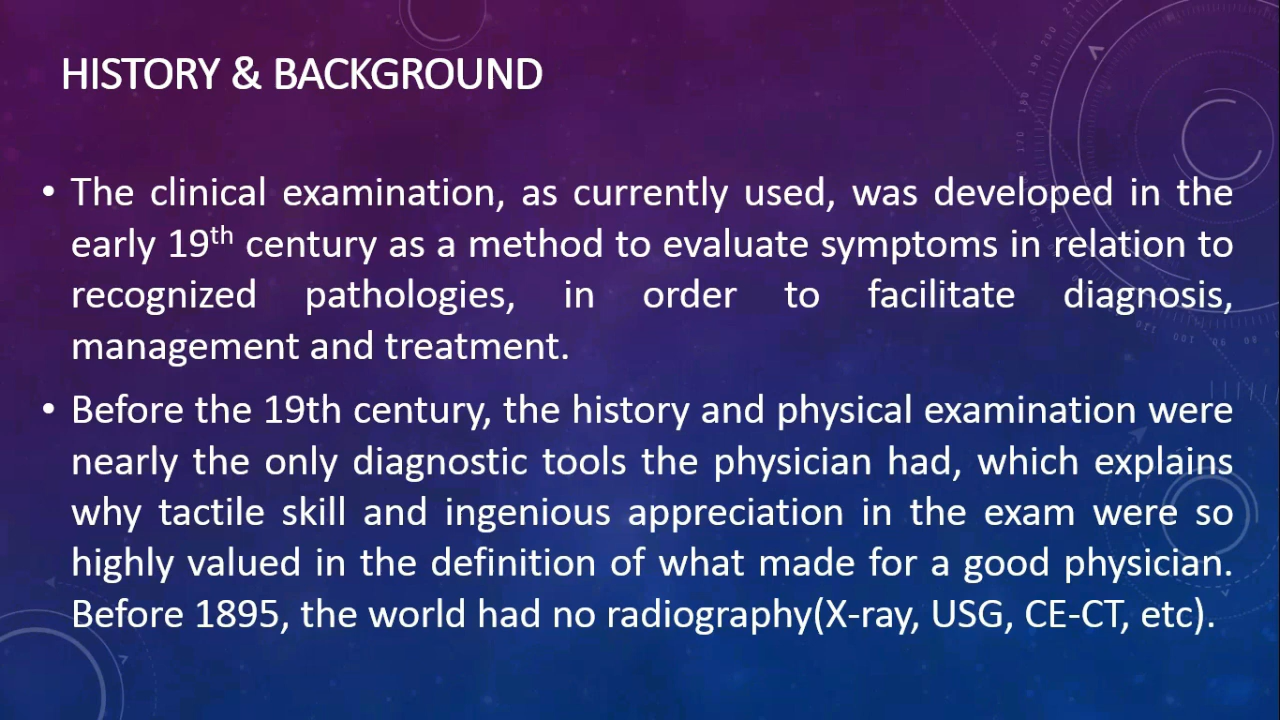 HISTORY & BACKGROUND
• The clinical examination, as currently used, was developed in the
early 19th century as a method to evaluate symptoms in relation to
recognized pathologies, in order to facilitate diagnosis,
management and treatment.
• Before the 19th century, the history and physical examination were
nearly the only diagnostic tools the physician had, which explains
why tactile skill and ingenious appreciation in the exam were so
highly valued in the definition of what made for a good physician.
Before 1895, the world had no radiography(X-ray, USG, CE-CT, etc).